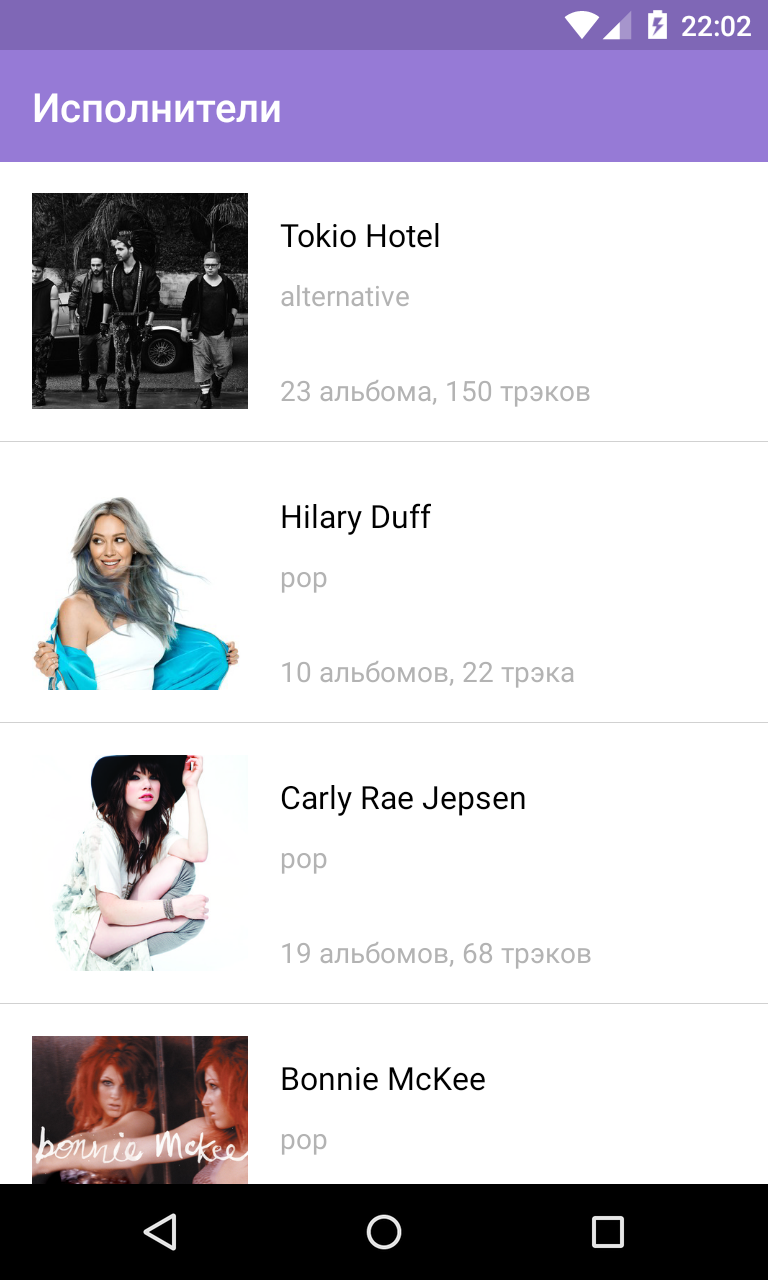 22:02
Исполнители
Tokio Hotel
alternative
23 альбома, 150 трэков
Hilary Duff
pop
10 альбомов, 22 трэка
Carly Rae Jepsen
pop
19 альбомов, 68 трэков
Bonnie McKee
pop
bonnie McKee